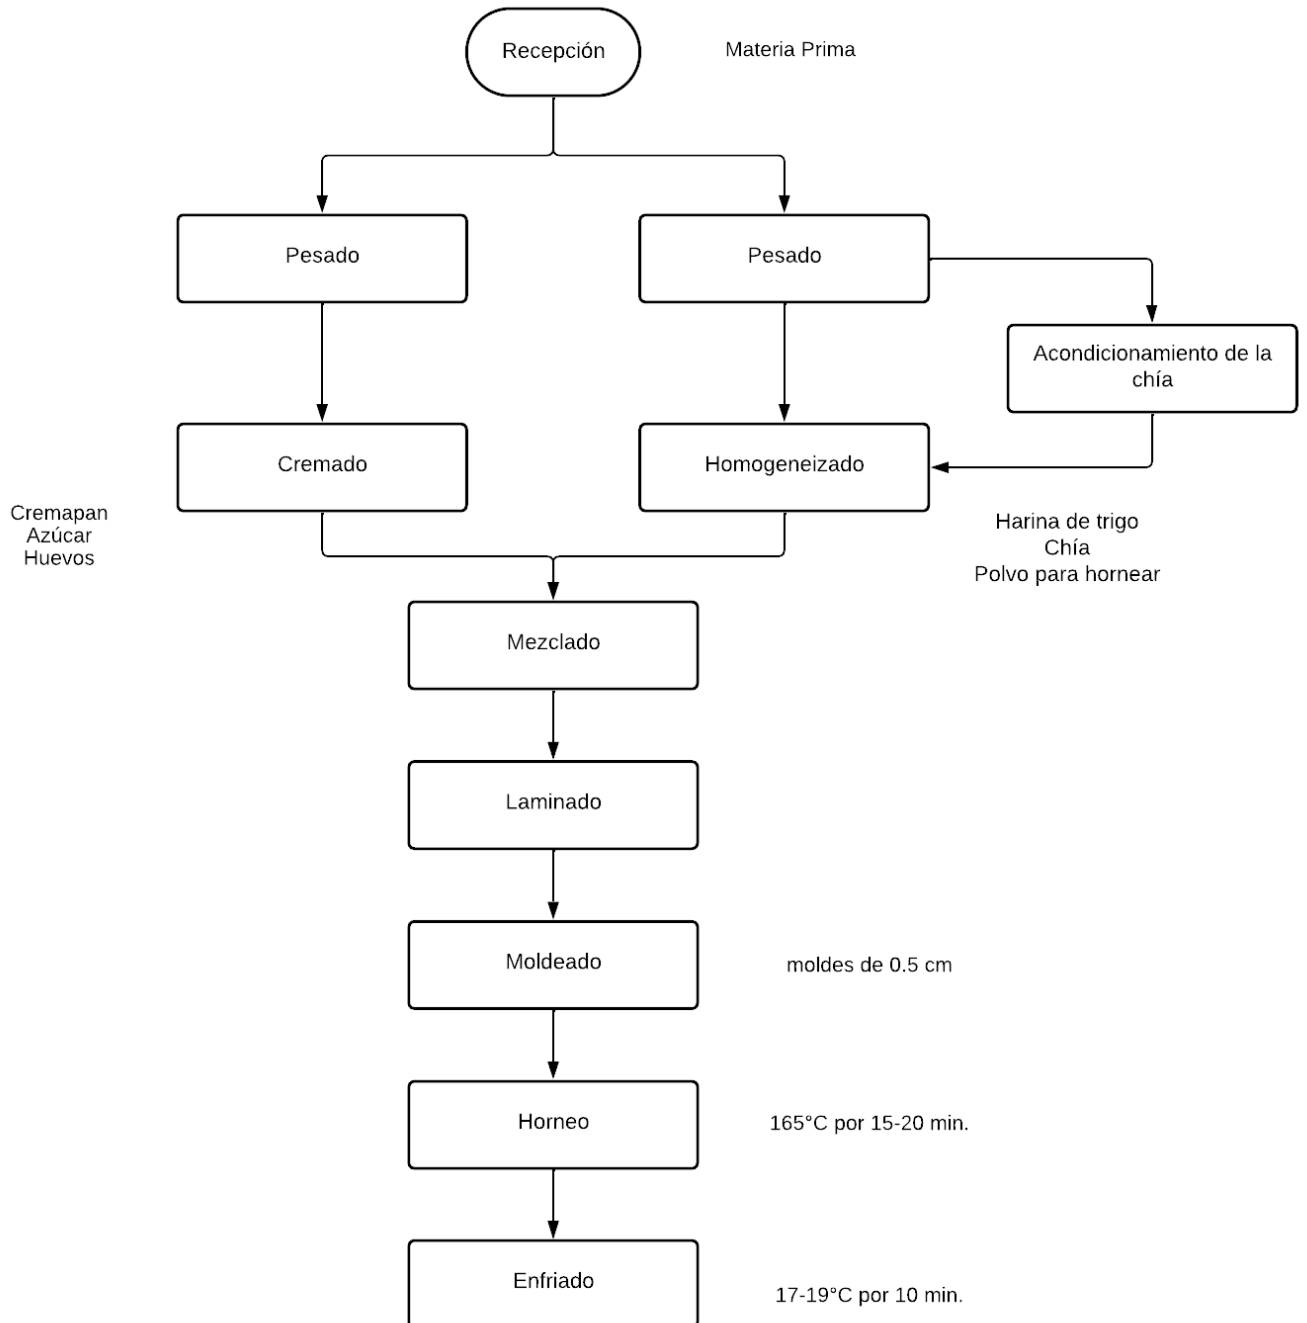 Recepción
Materia Prima
Pesado
Pesado
Acondicionamiento de la
chía
Cremado
Homogeneizado
Cremapan
Azúcar
Huevos
Harina de trigo
Chía
Polvo para hornear
Mezclado
Laminado
Moldeado
moldes de 0.5 cm
Horneo
165°C por 15-20 min.
Enfriado
17-19°C por 10 min.